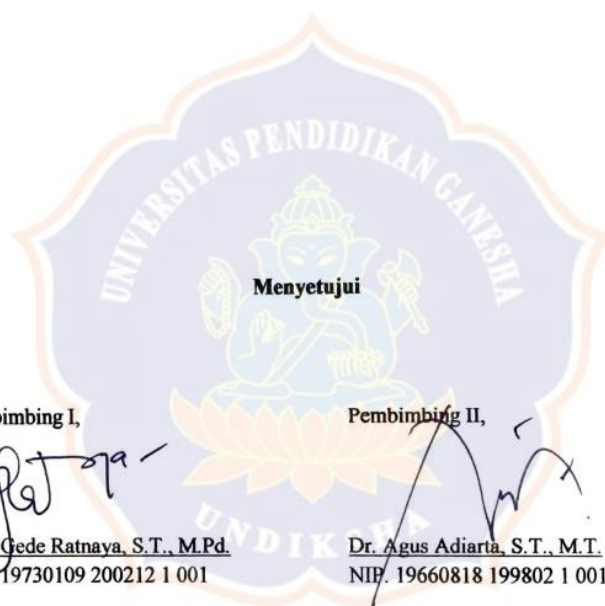 UNIVERSITAS PENDIDIKAN GANESHA
Menyetujui
bimbing I,
Pembimbing II,
Gede Ratnaya, S.T., M.Pd.
Dr. Agus Adiarta, S.T., M.T.
19730109 200212 1 001
NIP. 19660818 199802 1 001
UNDIKSHA